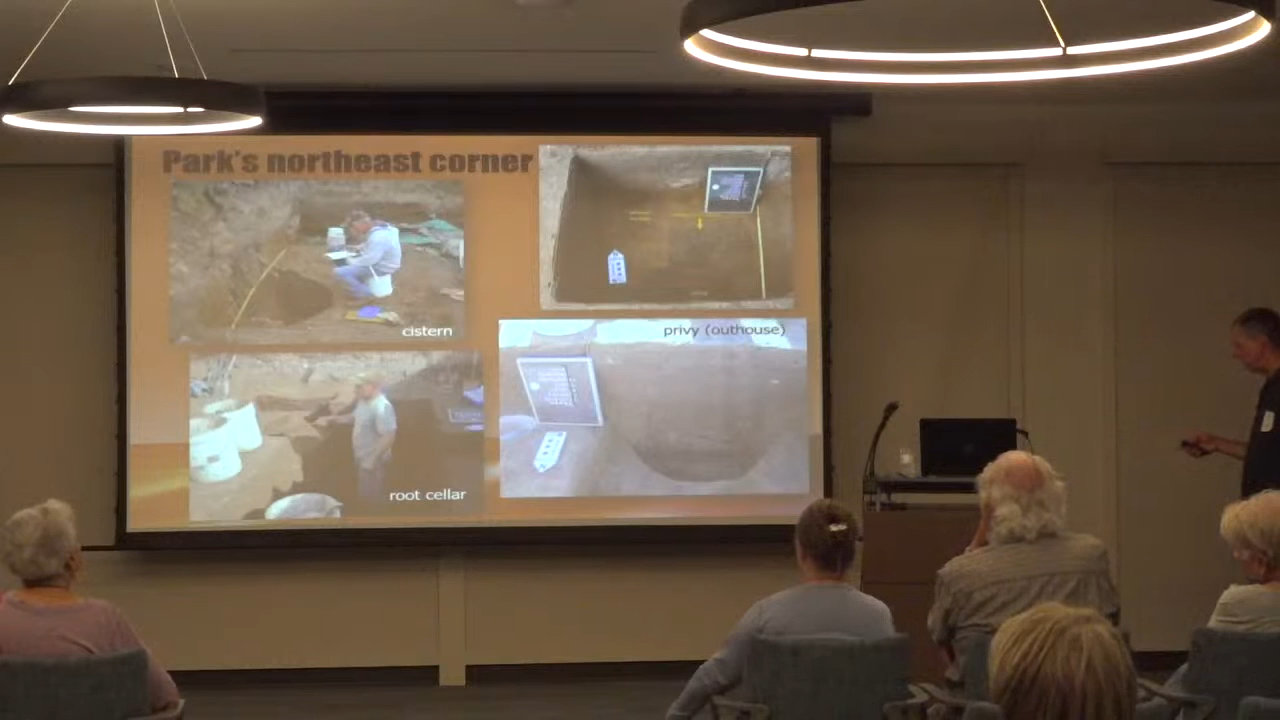 Park's northeast corner
cistern
privy (outhouse)
root cellar